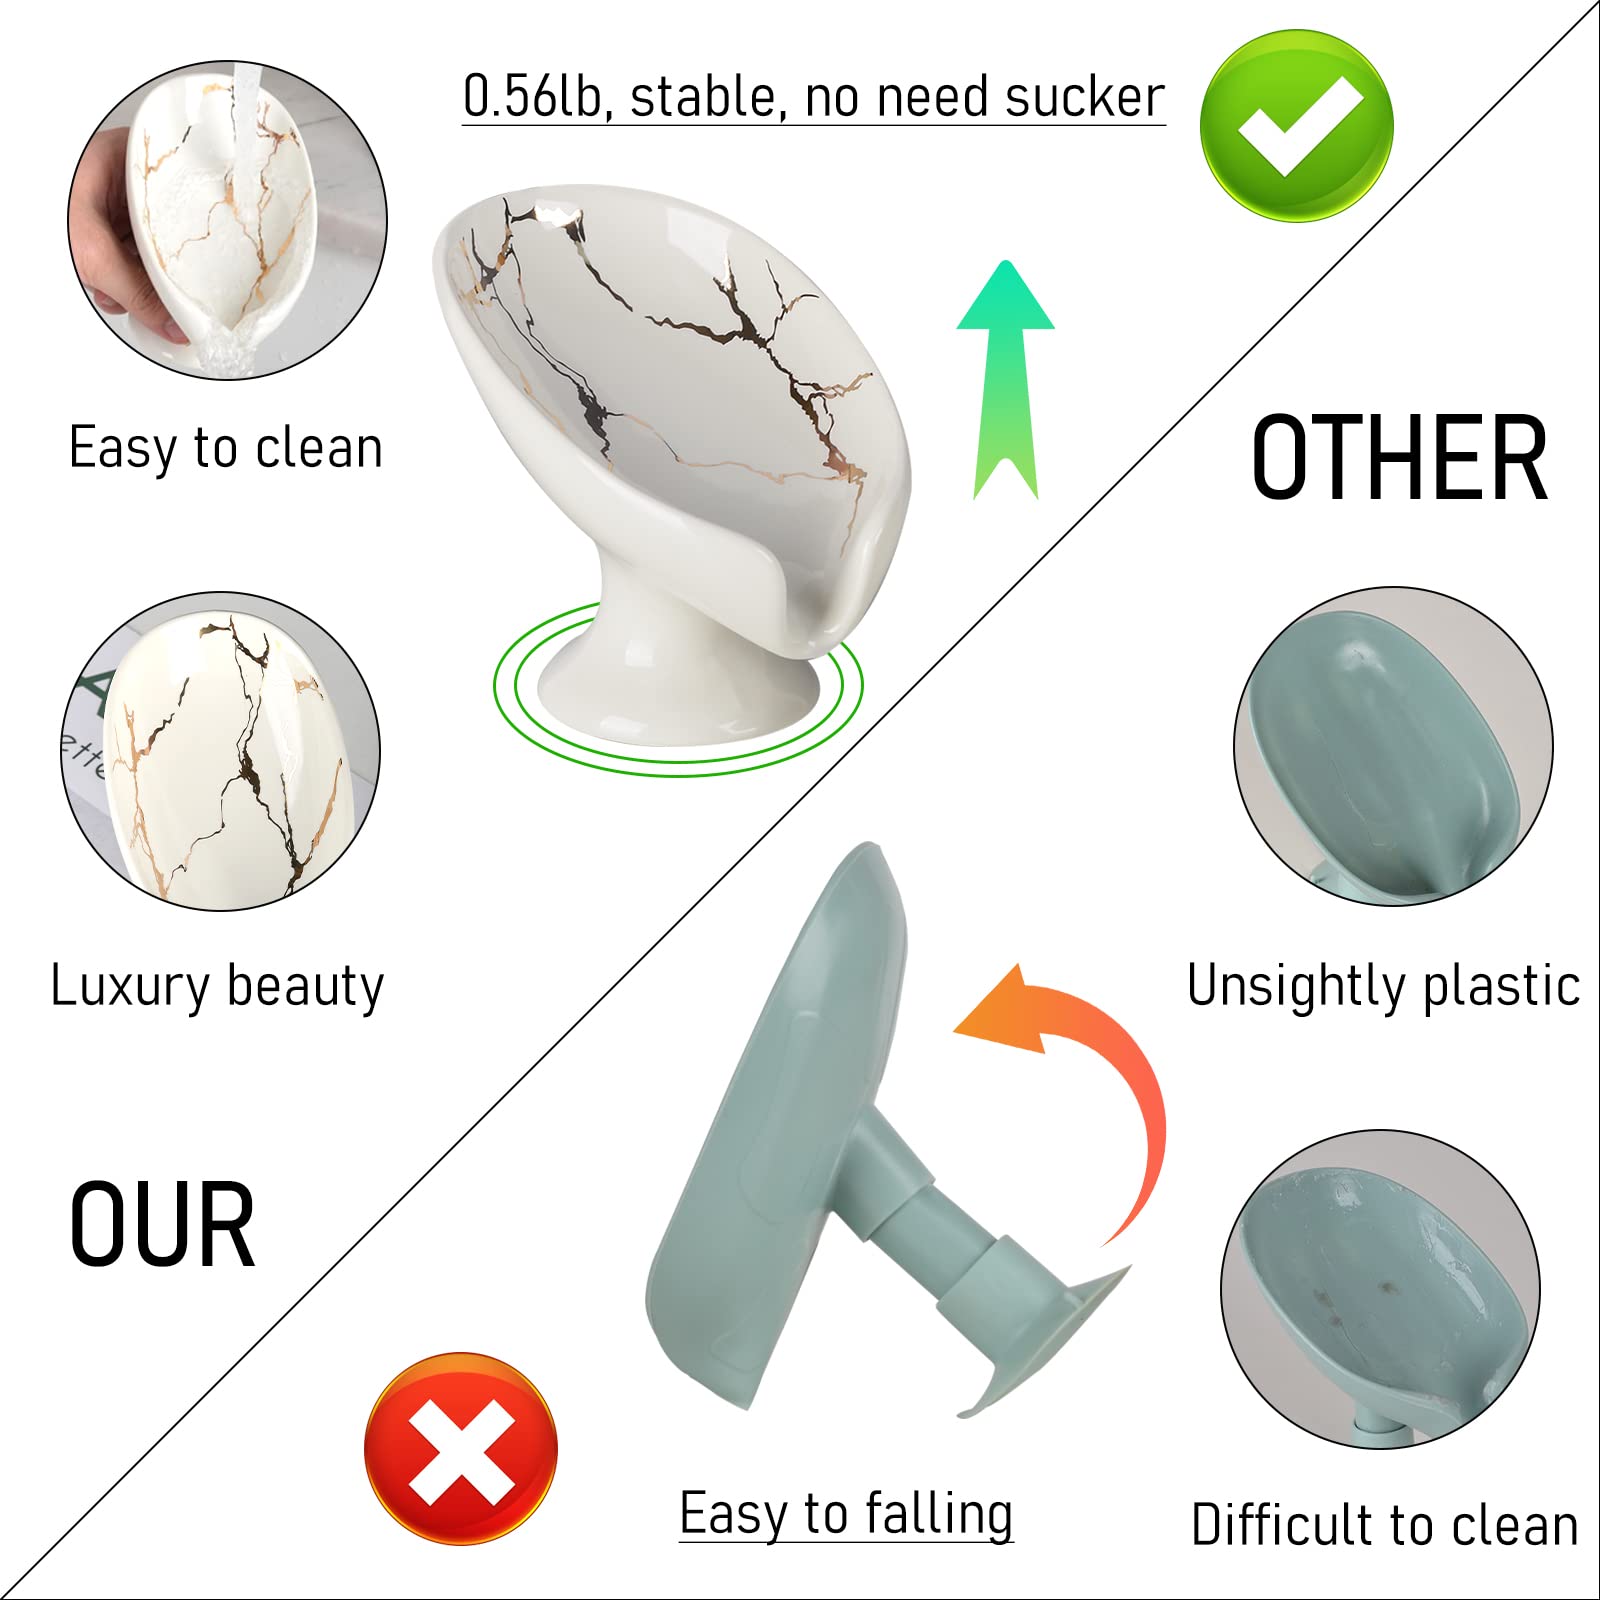 0.56lb, stable, no need sucker
Easy to clean
OTHER
Luxury beauty
Unsightly plastic
OUR
Easy to falling
Difficult to clean